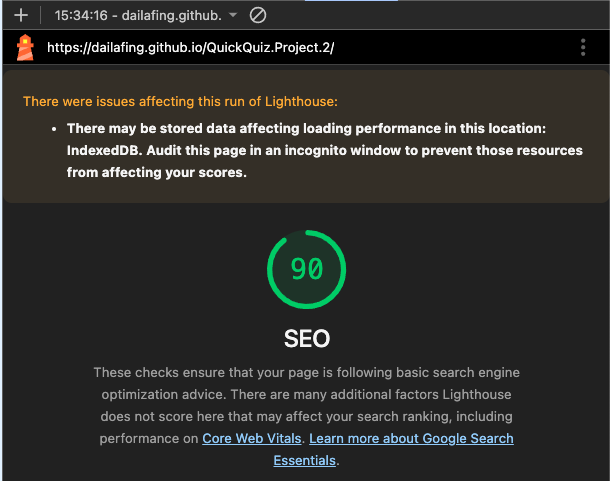 15:34:16 - dailafing.github.
https://dailafing.github.io/QuickQuiz.Project.2/
There were issues affecting this run of Lighthouse:
• There may be stored data affecting loading performance in this location:
IndexedDB. Audit this page in an incognito window to prevent those resources
from affecting your scores.
90
SEO
These checks ensure that your page is following basic search engine
optimization advice. There are many additional factors Lighthouse
does not score here that may affect your search ranking, including
performance on Core Web Vitals. Learn more about Google Search
Essentials.